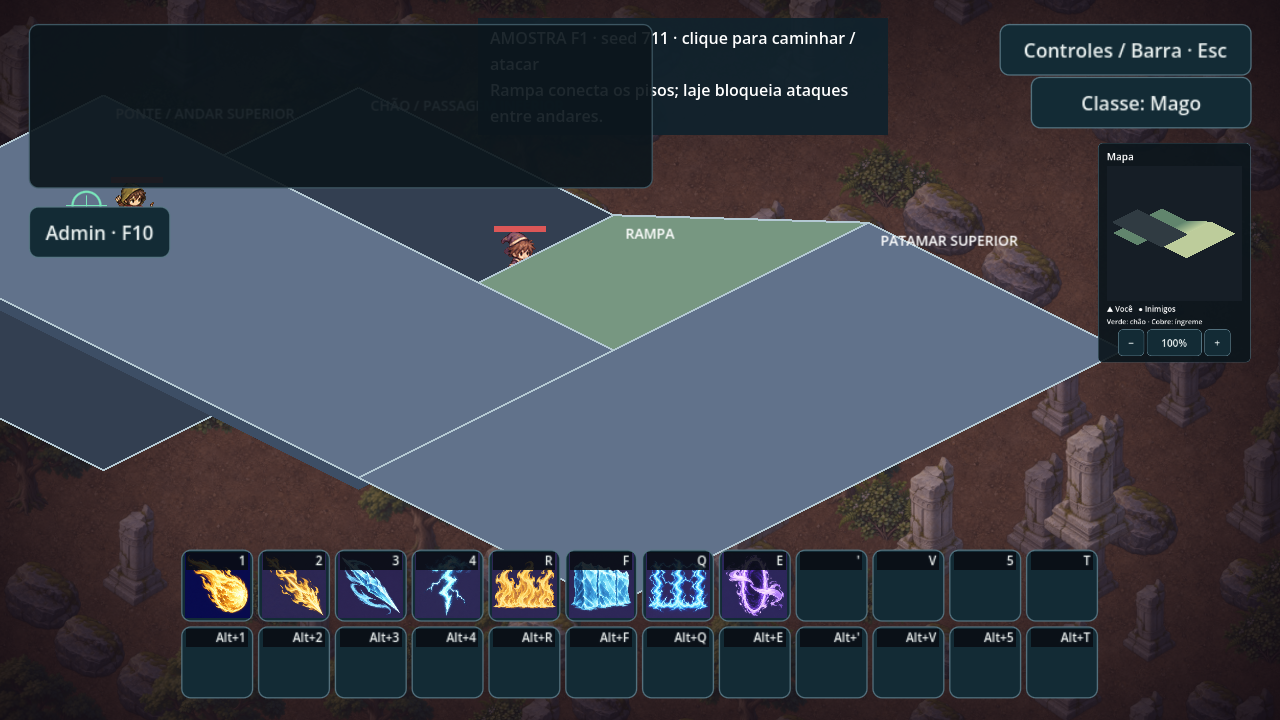 AMOSTRA F1 · seed 711 · clique para caminhar /
atacar
Rampa conecta os pisos; laje bloqueia ataques
entre andares.
Controles / Barra · Esc
Classe: Mago
PONTE / ANDAR SUPERIOR
CHÃO / PASSAG
Mapa
Admin · F10
RAMPA
PATAMAR SUPERIOR
▲ Você ● Inimigos
Verde: chão · Cobre: íngreme
−
100%
+
1
2
3
4
R
F
Q
E
'
V
5
T
Alt+1
Alt+2
Alt+3
Alt+4
Alt+R
Alt+F
Alt+Q
Alt+E
Alt+'
Alt+V
Alt+5
Alt+T